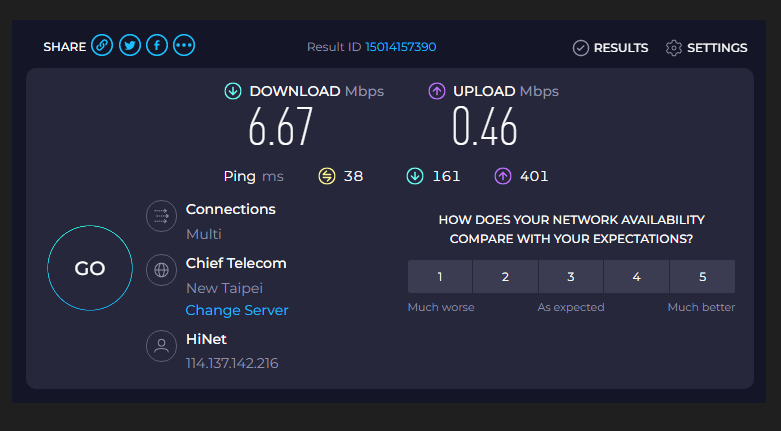 SHARE
Result ID 15014157390
RESULTS
SETTINGS
DOWNLOAD Mbps
UPLOAD Mbps
6.67
0.46
Ping ms
38
161
401
GO
Connections
Multi
Chief Telecom
New Taipei
Change Server
HiNet
114.137.142.216
HOW DOES YOUR NETWORK AVAILABILITY
COMPARE WITH YOUR EXPECTATIONS?
1
2
3
4
5
Much worse
As expected
Much better